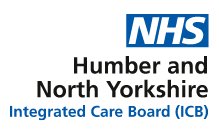 NHS
Humber and
North Yorkshire
Integrated Care Board (ICB)